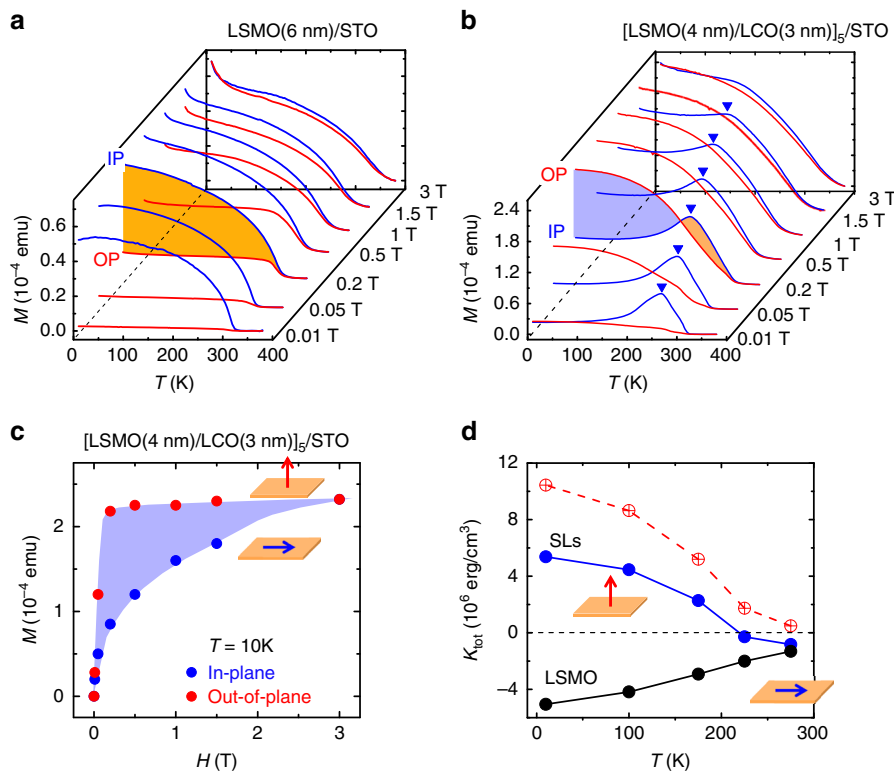 a
LSMO(6 nm)/STO
IP
OP
M (10⁻⁴ emu)
0.6
0.4
0.2
0.0
0 100 200 300 400
T (K)
0.01 T
0.05 T
0.2 T
0.5 T
1 T
1.5 T
3 T
b
[LSMO(4 nm)/LCO(3 nm)]₅/STO
OP
IP
M (10⁻⁴ emu)
2.4
1.8
1.2
0.6
0.0
0 100 200 300 400
T (K)
0.01 T
0.05 T
0.2 T
0.5 T
1 T
1.5 T
3 T
c
[LSMO(4 nm)/LCO(3 nm)]₅/STO
M (10⁻⁴ emu)
2
1
0
T = 10K
In-plane
Out-of-plane
0 1 2 3
H (T)
d
Kₜₒₜ (10⁶ erg/cm³)
12
8
4
0
−4
SLs
LSMO
0 100 200 300
T (K)